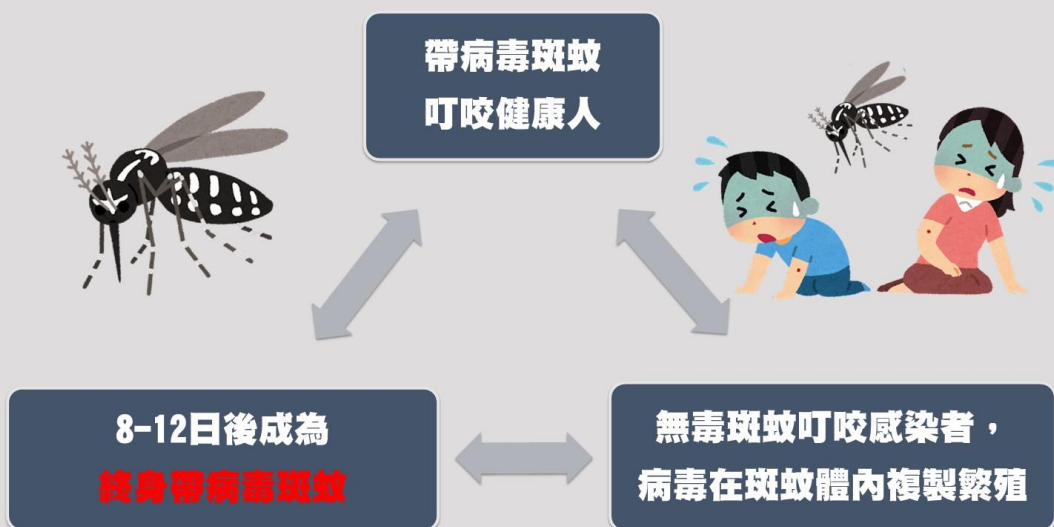 帶病毒斑蚊
叮咬健康人
8-12日後成為
終身帶病毒斑蚊
無毒斑蚊叮咬感染者，
病毒在斑蚊體內複製繁殖